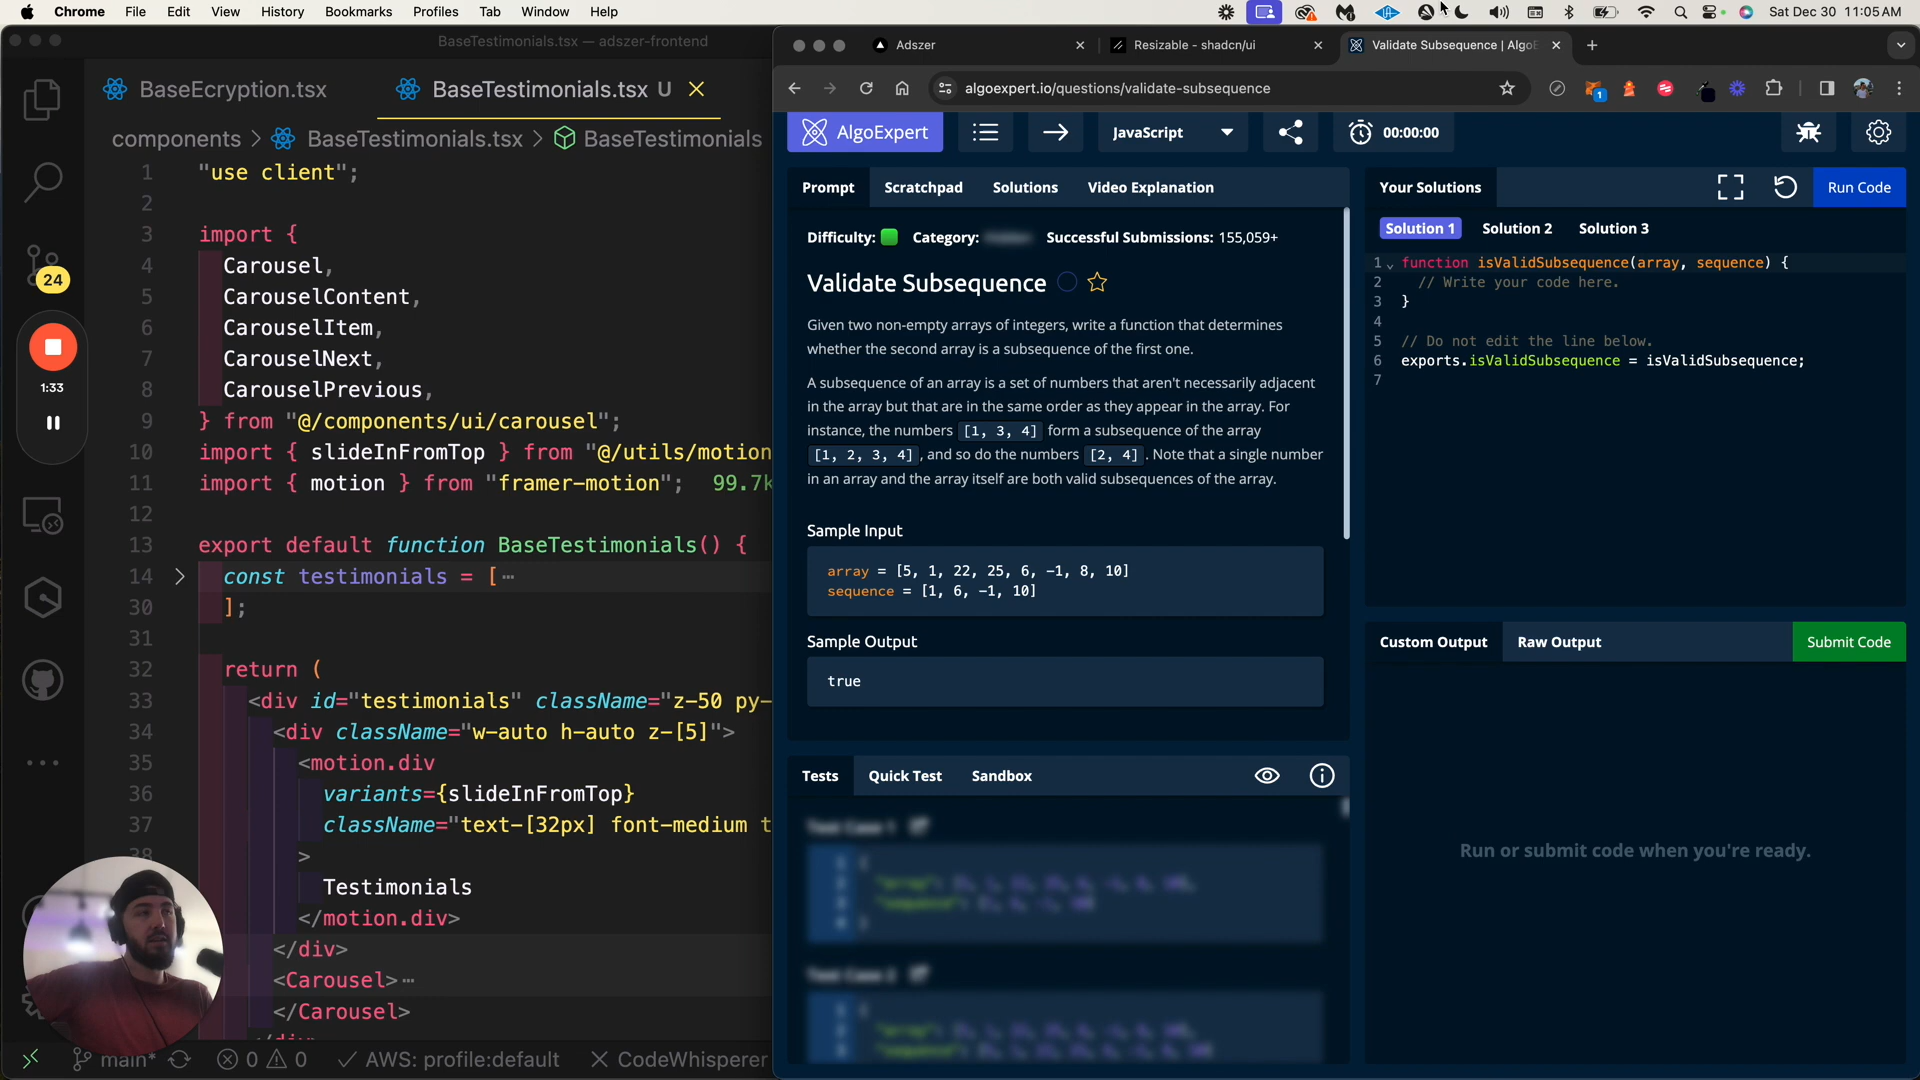 Chrome File Edit View History Bookmarks Profiles Tab Window Help
Sat Dec 30 11:05 AM
BaseTestimonials.tsx — adszer-frontend
BaseEcryption.tsx
BaseTestimonials.tsx U
components > BaseTestimonials.tsx > BaseTestimonials
24
1:33
1 "use client";
2
3 import {
4 Carousel,
5 CarouselContent,
6 CarouselItem,
7 CarouselNext,
8 CarouselPrevious,
9 } from "@/components/ui/carousel";
10 import { slideInFromTop } from "@/utils/motion
11 import { motion } from "framer-motion"; 99.7k
12
13 export default function BaseTestimonials() {
14 const testimonials = [ ⋯
30 ];
31
32 return (
33 <div id="testimonials" className="z-50 py-
34 <div className="w-auto h-auto z-[5]">
35 <motion.div
36 variants={slideInFromTop}
37 className="text-[32px] font-medium t
38 >
Testimonials
</motion.div>
</div>
<Carousel> ⋯
</Carousel>
main* 0 0 AWS: profile:default CodeWhisperer
Adszer
Resizable - shadcn/ui
Validate Subsequence | Algo
algoexpert.io/questions/validate-subsequence
1
AlgoExpert
JavaScript
00:00:00
Prompt Scratchpad Solutions Video Explanation
Difficulty: Category: Successful Submissions: 155,059+
Validate Subsequence
Given two non-empty arrays of integers, write a function that determines
whether the second array is a subsequence of the first one.
A subsequence of an array is a set of numbers that aren't necessarily adjacent
in the array but that are in the same order as they appear in the array. For
instance, the numbers [1, 3, 4] form a subsequence of the array
[1, 2, 3, 4], and so do the numbers [2, 4]. Note that a single number
in an array and the array itself are both valid subsequences of the array.
Sample Input
array = [5, 1, 22, 25, 6, -1, 8, 10]
sequence = [1, 6, -1, 10]
Sample Output
true
Tests Quick Test Sandbox
Test Case 1
Test Case 2
Your Solutions
Run Code
Solution 1 Solution 2 Solution 3
1 function isValidSubsequence(array, sequence) {
2 // Write your code here.
3 }
4
5 // Do not edit the line below.
6 exports.isValidSubsequence = isValidSubsequence;
7
Custom Output Raw Output
Submit Code
Run or submit code when you're ready.